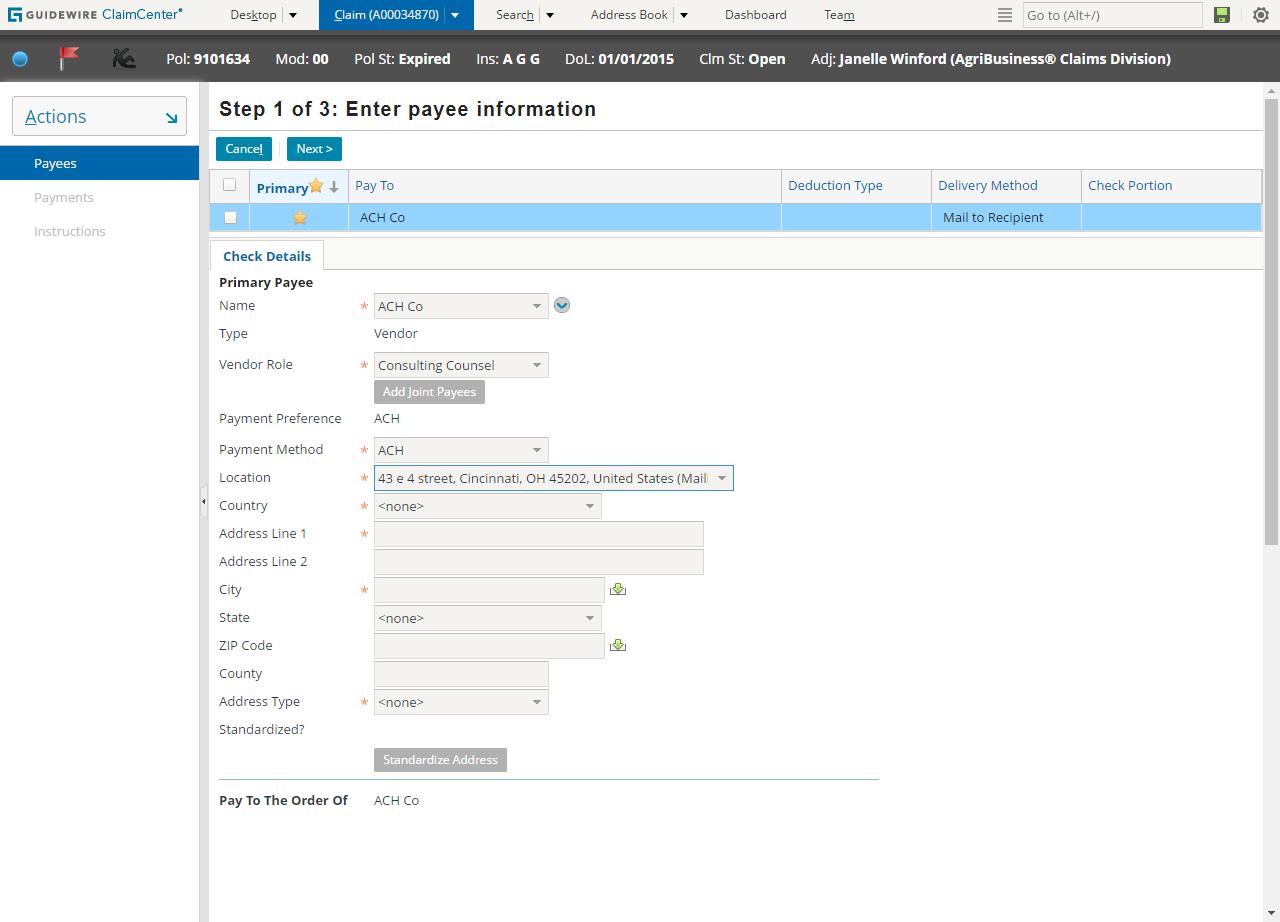 GUIDEWIRE ClaimCenter® Desktop Claim (A00034870) Search Address Book Dashboard Team Go to (Alt+/)
Pol: 9101634 Mod: 00 Pol St: Expired Ins: A G G DoL: 01/01/2015 Clm St: Open Adj: Janelle Winford (AgriBusiness® Claims Division)
Actions
Payees
Payments
Instructions
Step 1 of 3: Enter payee information
Cancel Next >
Primary Pay To Deduction Type Delivery Method Check Portion
ACH Co Mail to Recipient
Check Details
Primary Payee
Name * ACH Co
Type Vendor
Vendor Role * Consulting Counsel
Add Joint Payees
Payment Preference ACH
Payment Method * ACH
Location * 43 e 4 street, Cincinnati, OH 45202, United States (Mail
Country * <none>
Address Line 1 *
Address Line 2
City *
State <none>
ZIP Code
County
Address Type * <none>
Standardized?
Standardize Address
Pay To The Order Of ACH Co